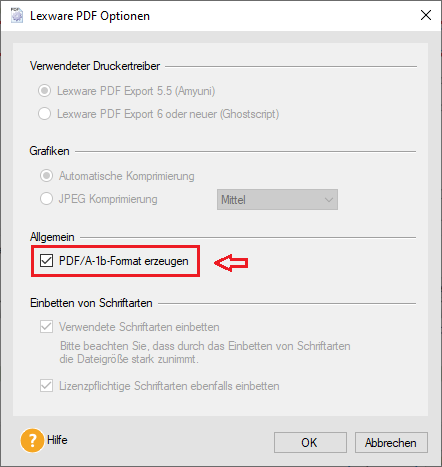 Lexware PDF Optionen
Verwendeter Druckertreiber
Lexware PDF Export 5.5 (Amyuni)
Lexware PDF Export 6 oder neuer (Ghostscript)
Grafiken
Automatische Komprimierung
JPEG Komprimierung
Mittel
Allgemein
PDF/A-1b-Format erzeugen
Einbetten von Schriftarten
Verwendete Schriftarten einbetten
Bitte beachten Sie, dass durch das Einbetten von Schriftarten
die Dateigröße stark zunimmt.
Lizenzpflichtige Schriftarten ebenfalls einbetten
? Hilfe
OK
Abbrechen